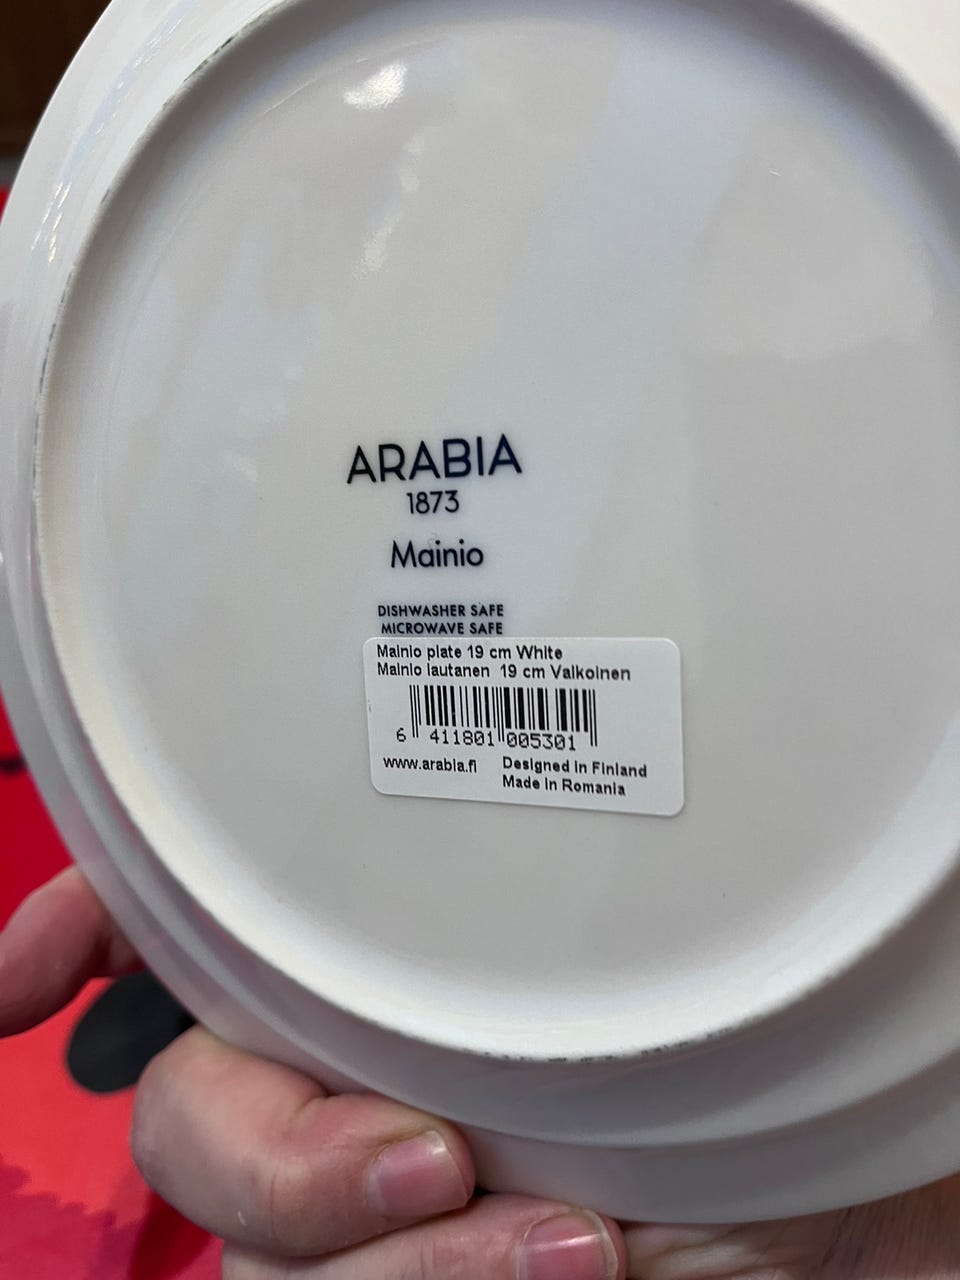 ARABIA
1873
Mainio
DISHWASHER SAFE
MICROWAVE SAFE
Mainio plate 19 cm White
Mainio lautanen 19 cm Valkoinen
6 411801 005301
www.arabia.fi Designed in Finland
Made in Romania